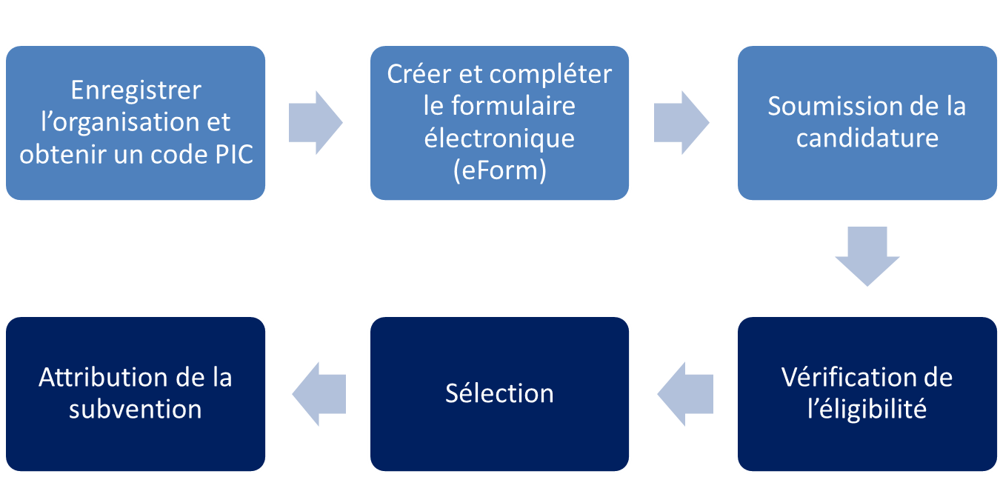 Enregistrer
l’organisation et
obtenir un code PIC
Créer et compléter
le formulaire
électronique
(eForm)
Soumission de la
candidature
Vérification de
l’éligibilité
Sélection
Attribution de la
subvention